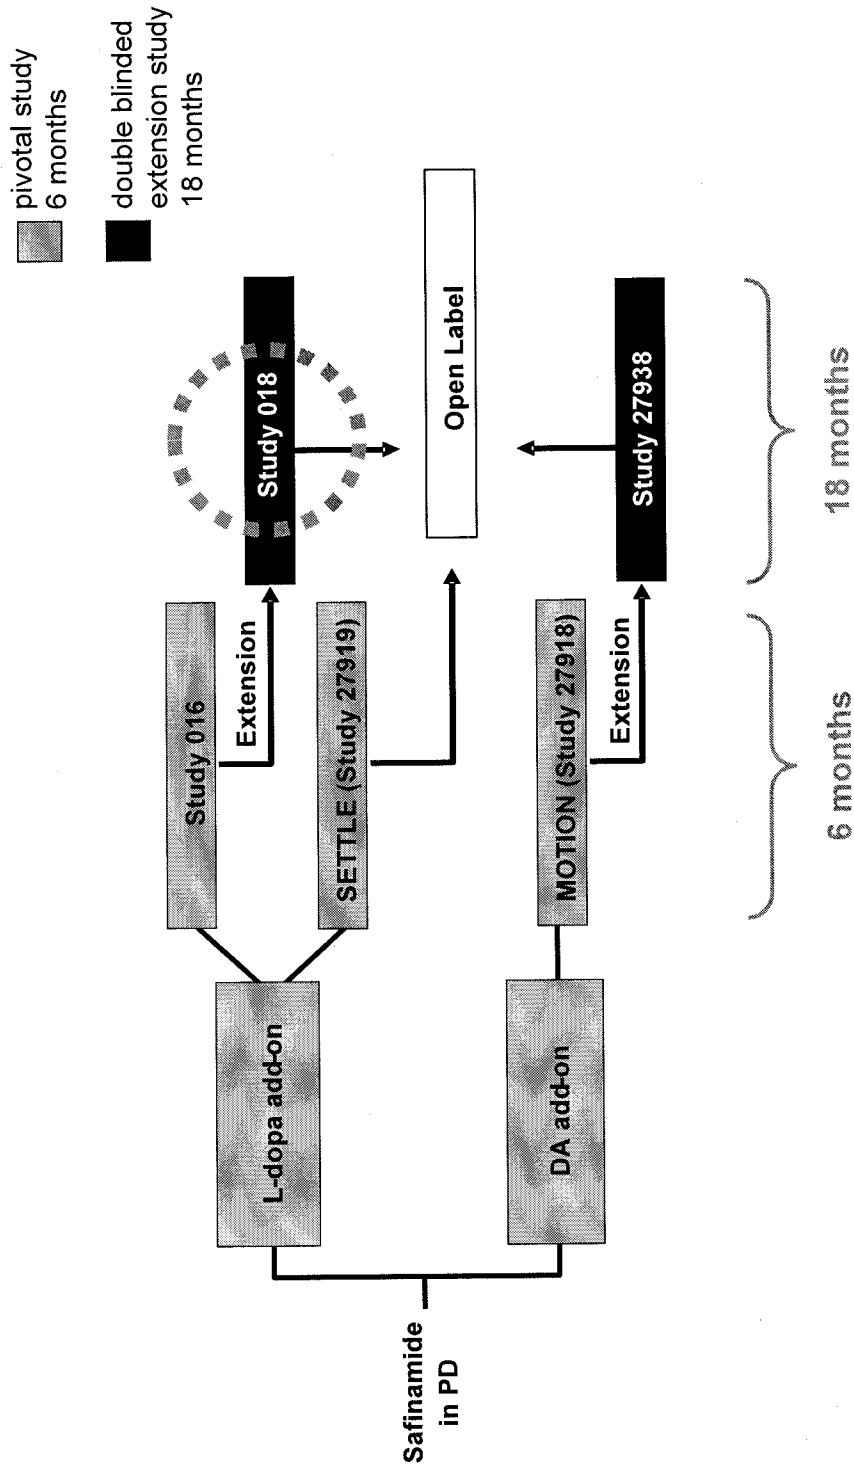 pivotal study
6 months
double blinded
extension study
18 months
Safinamide
in PD
L-dopa add-on
DA add-on
Study 016
Extension
SETTLE (Study 27919)
MOTION (Study 27918)
Extension
Study 018
Open Label
Study 27938
6 months
18 months